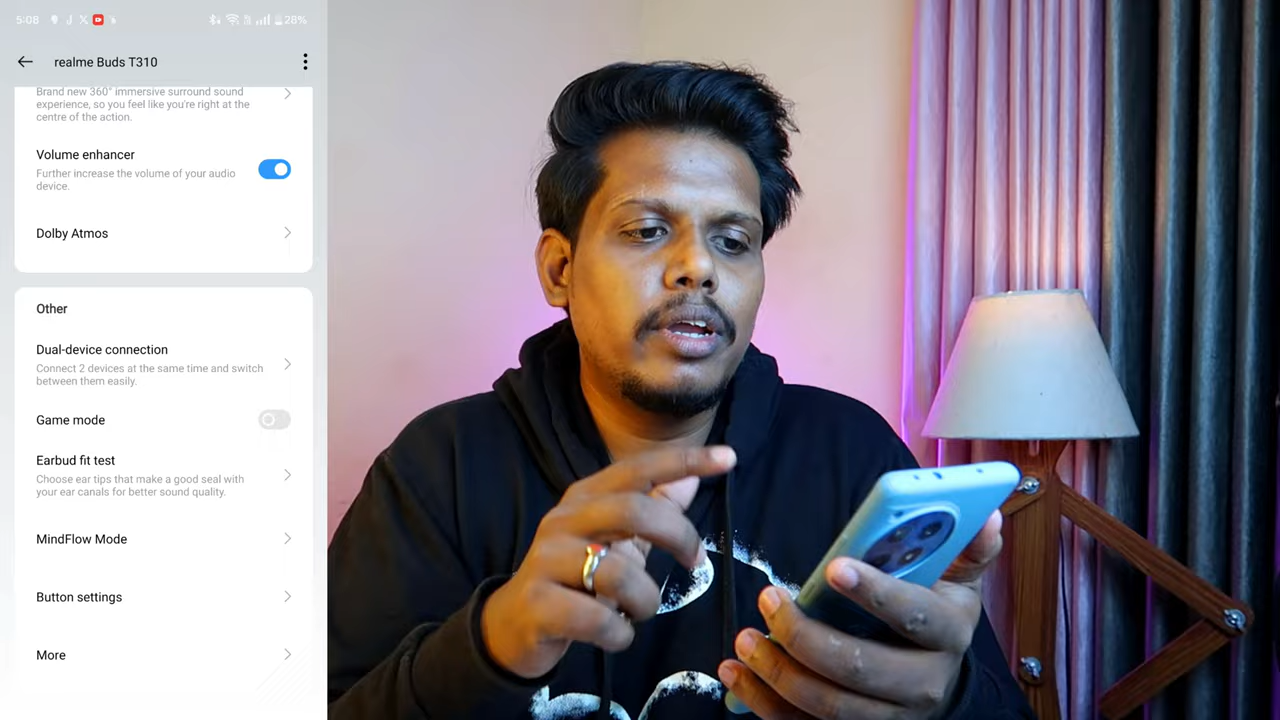 5:08
28%
realme Buds T310
Brand new 360° immersive surround sound
experience, so you feel like you're right at the
centre of the action.
Volume enhancer
Further increase the volume of your audio
device.
Dolby Atmos
Other
Dual-device connection
Connect 2 devices at the same time and switch
between them easily.
Game mode
Earbud fit test
Choose ear tips that make a good seal with
your ear canals for better sound quality.
MindFlow Mode
Button settings
More